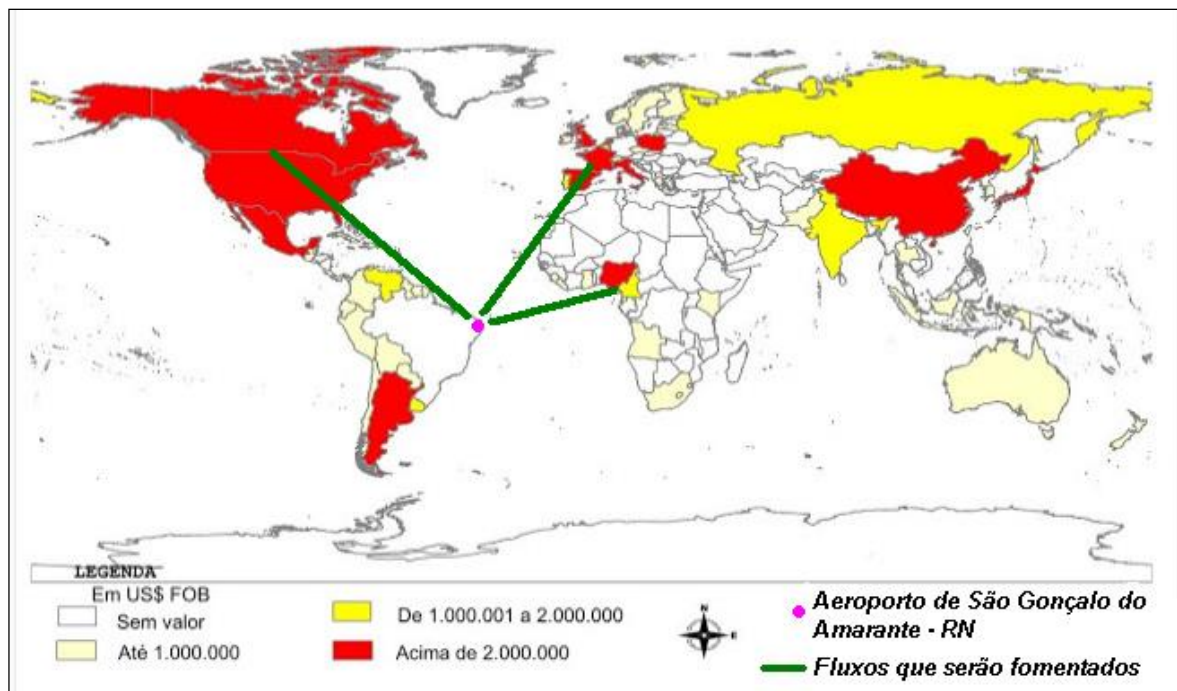 LEGENDA
Em US$ FOB
Sem valor
Até 1.000.000
De 1.000.001 a 2.000.000
Acima de 2.000.000
N
E
Aeroporto de São Gonçalo do
Amarante - RN
Fluxos que serão fomentados